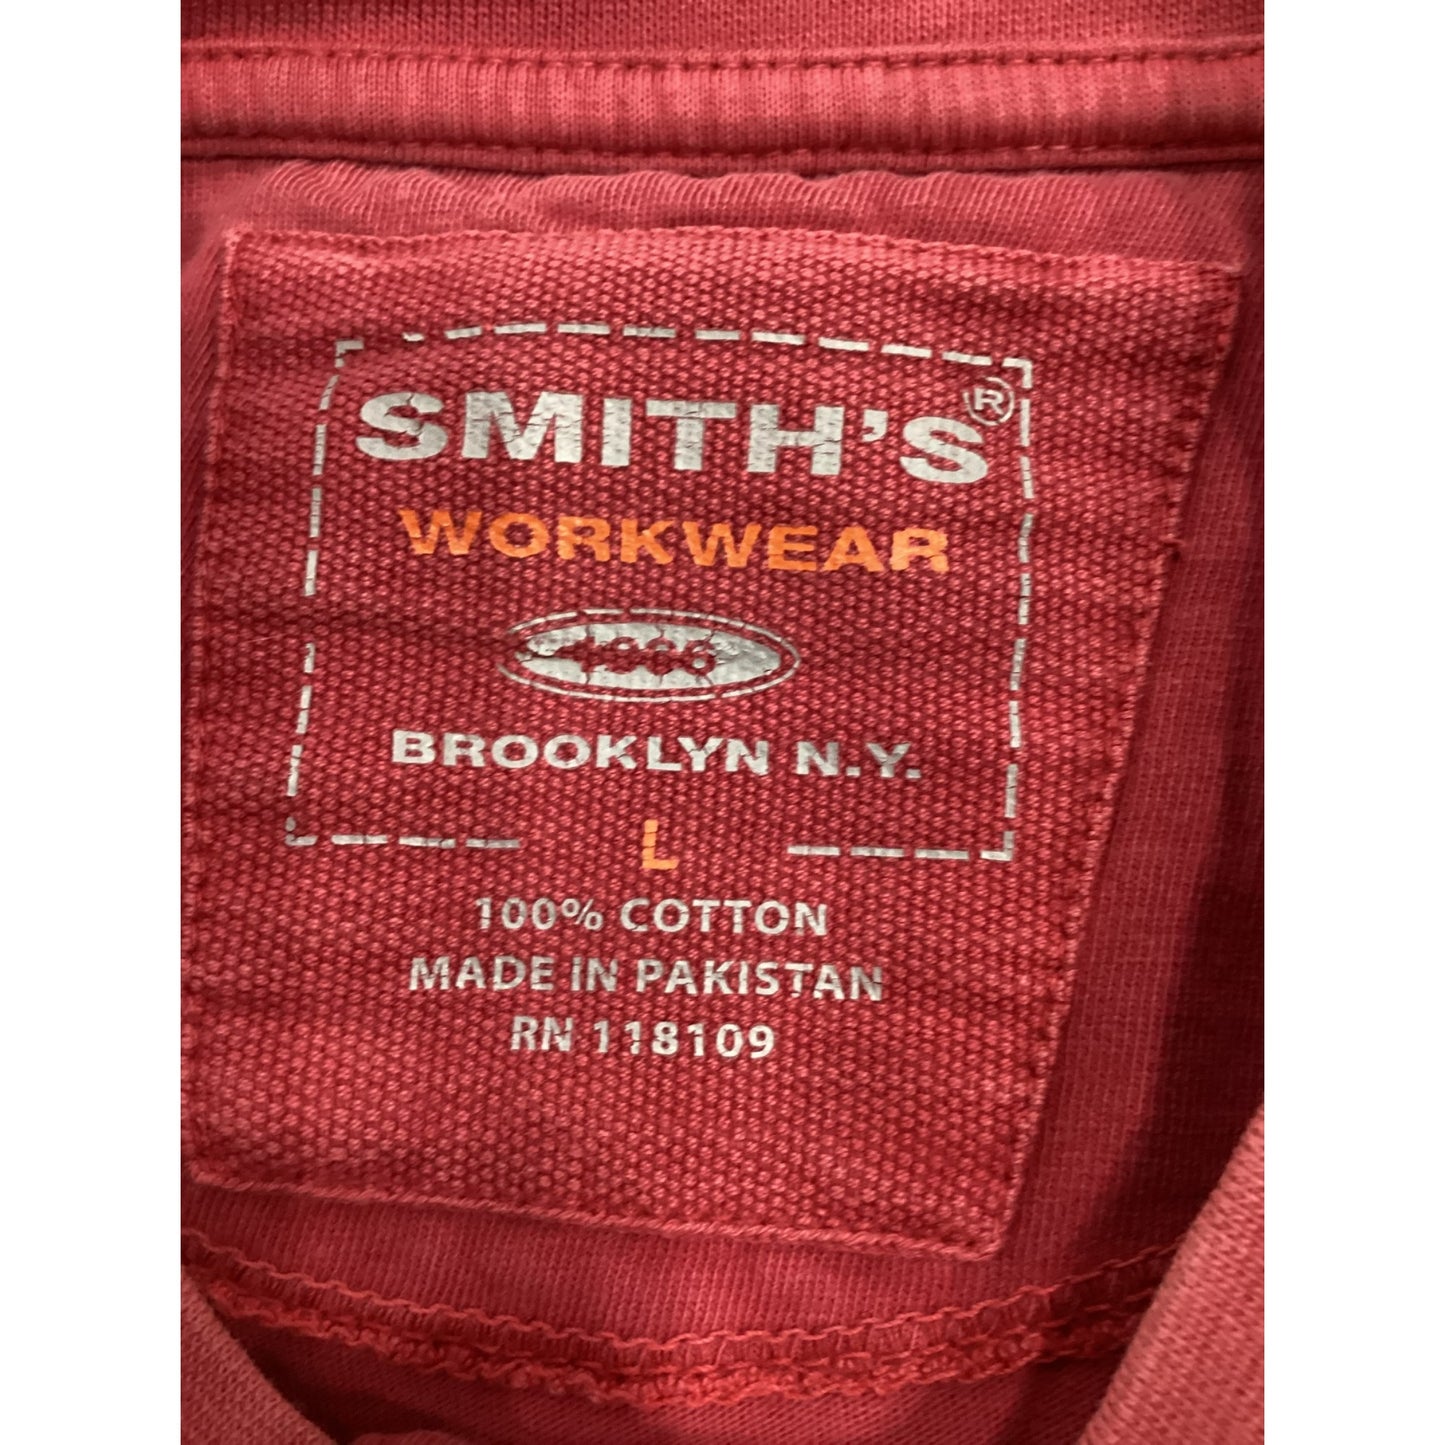 SMITH'S®
WORKWEAR
BROOKLYN N.Y.
L
100% COTTON
MADE IN PAKISTAN
RN 118109